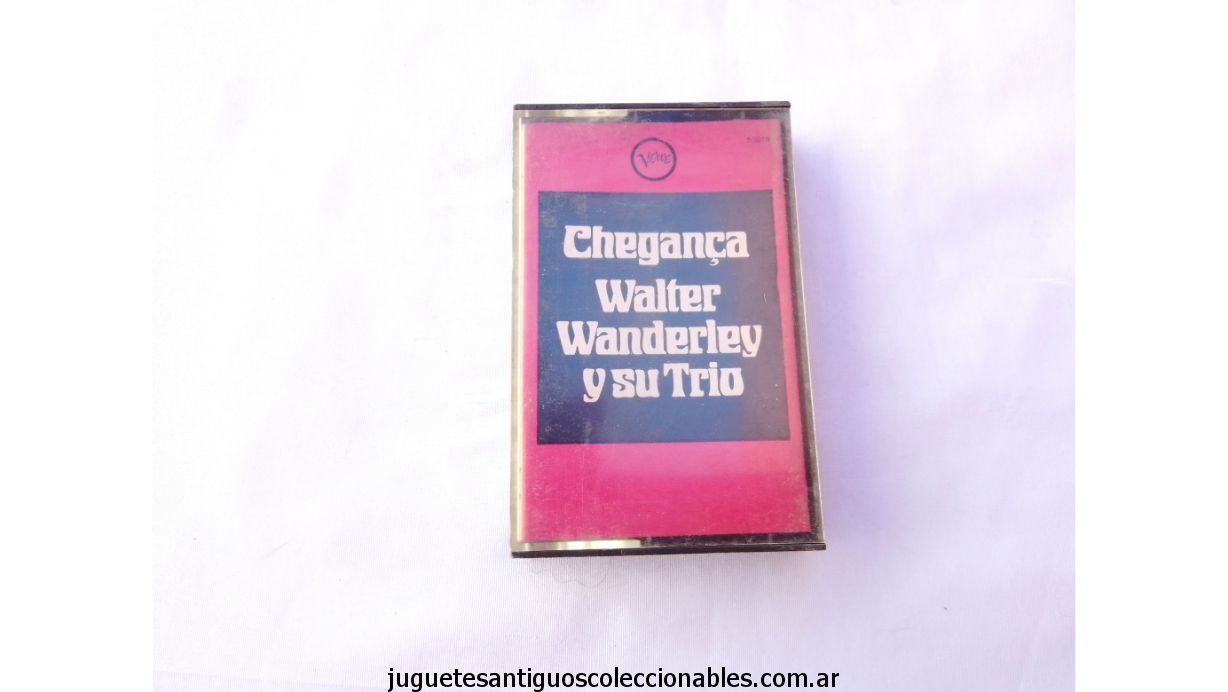 Verve
Chegança
Walter
Wanderley
y su Trio
juguetesantiguoscoleccionables.com.ar